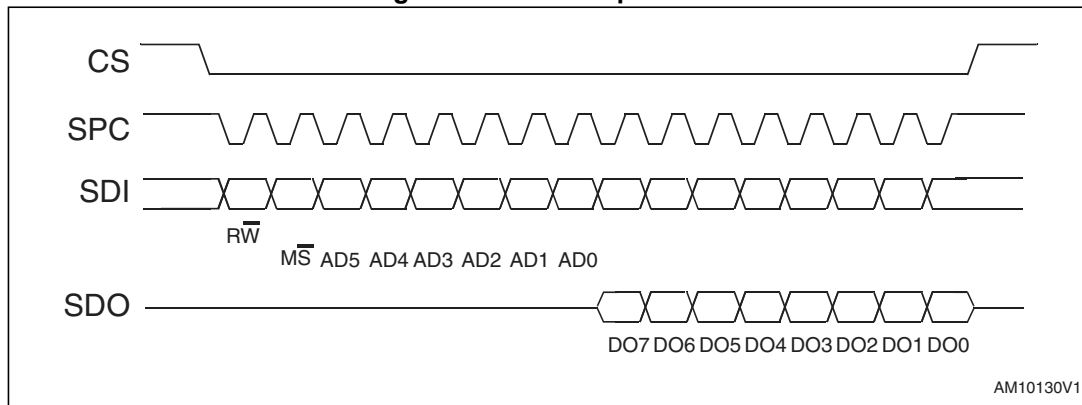 CS
SPC
SDI
RW̅
MS̅ AD5 AD4 AD3 AD2 AD1 AD0
SDO
DO7 DO6 DO5 DO4 DO3 DO2 DO1 DO0
AM10130V1